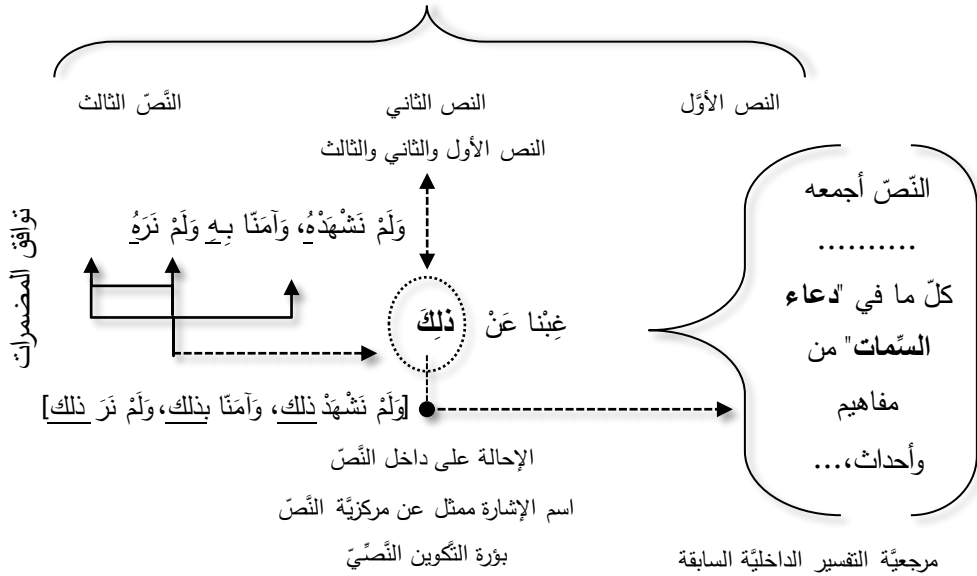 النص الأوَّل
النص الثاني
النَّصّ الثالث
النص الأول والثاني والثالث
وَلَمْ نَشْهَدْهُ، وَآمَنّا بِهِ وَلَمْ نَرَهُ
توافق المضمرات
غِبْنا عَنْ ذلِكَ
[وَلَمْ نَشْهَدْ ذلك، وَآمَنّا بذلك، وَلَمْ نَرَ ذلك]
الإحالة على داخل النَّصّ
اسم الإشارة ممثل عن مركزيَّة النَّصّ
بؤرة التَّكوين النَّصِّيّ
النّصّ أجمعه
..........
كلّ ما في "دعاء
السِّمات" من
مفاهيم
وأحداث،...
مرجعيَّة التفسير الداخليَّة السابقة